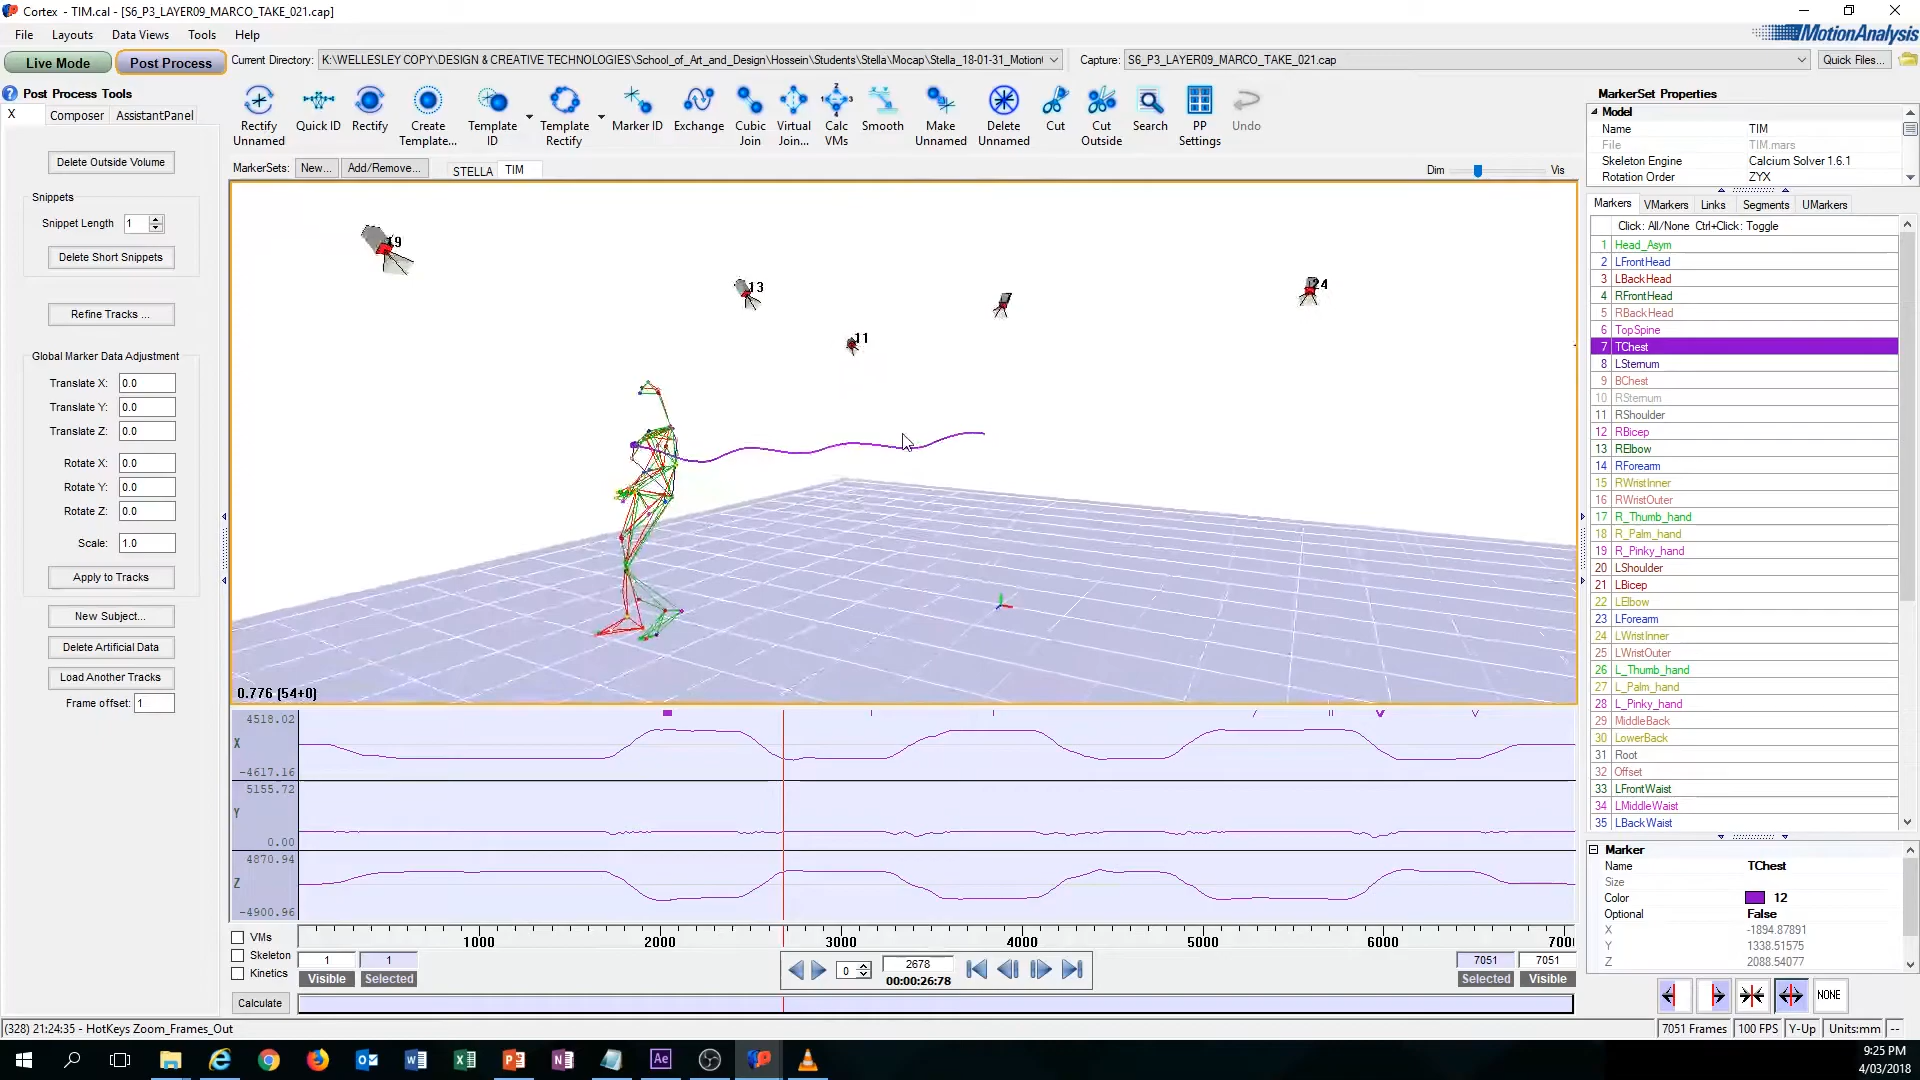 Cortex - TIM.cal - [S6_P3_LAYER09_MARCO_TAKE_021.cap]
File Layouts Data Views Tools Help
MotionAnalysis
Live Mode Post Process Current Directory: K:\WELLESLEY COPY\DESIGN & CREATIVE TECHNOLOGIES\School_of_Art_and_Design\Hossein\Students\Stella\Mocap\Stella_18-01-31_Motion Capture: S6_P3_LAYER09_MARCO_TAKE_021.cap Quick Files...
Post Process Tools
X Composer AssistantPanel
Delete Outside Volume
Snippets
Snippet Length 1
Delete Short Snippets
Refine Tracks ...
Global Marker Data Adjustment
Translate X: 0.0
Translate Y: 0.0
Translate Z: 0.0
Rotate X: 0.0
Rotate Y: 0.0
Rotate Z: 0.0
Scale: 1.0
Apply to Tracks
New Subject...
Delete Artificial Data
Load Another Tracks
Frame offset: 1
Rectify Unnamed
Quick ID
Rectify
Create Template...
Template ID
Template Rectify
Marker ID
Exchange
Cubic Join
Virtual Join...
Calc VMs
Smooth
Make Unnamed
Delete Unnamed
Cut
Cut Outside
Search
PP Settings
Undo
MarkerSets: New... Add/Remove... STELLA TIM
Dim Vis
19
13
11
7
24
0.776 (54+0)
4518.02
X
-4617.16
5155.72
Y
0.00
4870.94
Z
-4900.96
VMs
Skeleton
Kinetics
1000 2000 3000 4000 5000 6000 700
1 1
Visible Selected
0 2678
00:00:26:78
7051 7051
Selected Visible
Calculate
MarkerSet Properties
Model
Name TIM
File TIM.mars
Skeleton Engine Calcium Solver 1.6.1
Rotation Order ZYX
Markers VMarkers Links Segments UMarkers
Click: All/None Ctrl+Click: Toggle
1 Head_Asym
2 LFrontHead
3 LBackHead
4 RFrontHead
5 RBackHead
6 TopSpine
7 TChest
8 LSternum
9 BChest
10 RSternum
11 RShoulder
12 RBicep
13 RElbow
14 RForearm
15 RWristInner
16 RWristOuter
17 R_Thumb_hand
18 R_Palm_hand
19 R_Pinky_hand
20 LShoulder
21 LBicep
22 LElbow
23 LForearm
24 LWristInner
25 LWristOuter
26 L_Thumb_hand
27 L_Palm_hand
28 L_Pinky_hand
29 MiddleBack
30 LowerBack
31 Root
32 Offset
33 LFrontWaist
34 LMiddleWaist
35 LBackWaist
Marker
Name TChest
Size
Color 12
Optional False
X -1894.87891
Y 1338.51575
Z 2088.54077
NONE
(328) 21:24:35 - HotKeys Zoom_Frames_Out
7051 Frames 100 FPS Y-Up Units:mm --
9:25 PM
4/03/2018